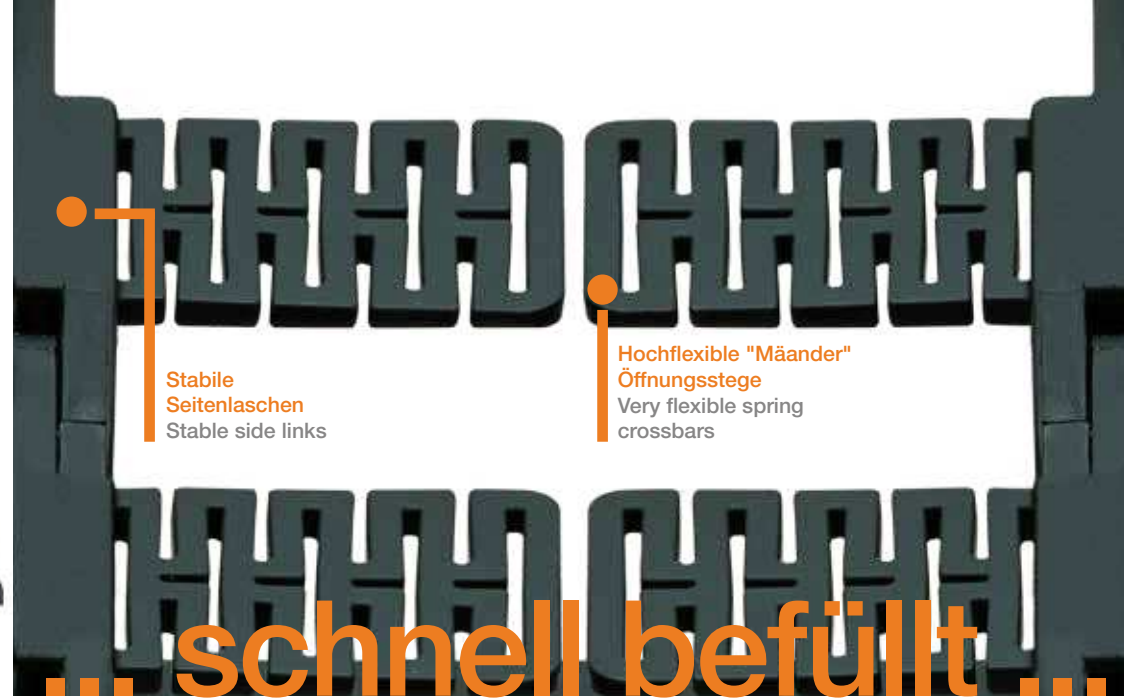 Stabile
Seitenlaschen
Stable side links
Hochflexible "Mäander"
Öffnungsstege
Very flexible spring
crossbars
... schnell befüllt ...